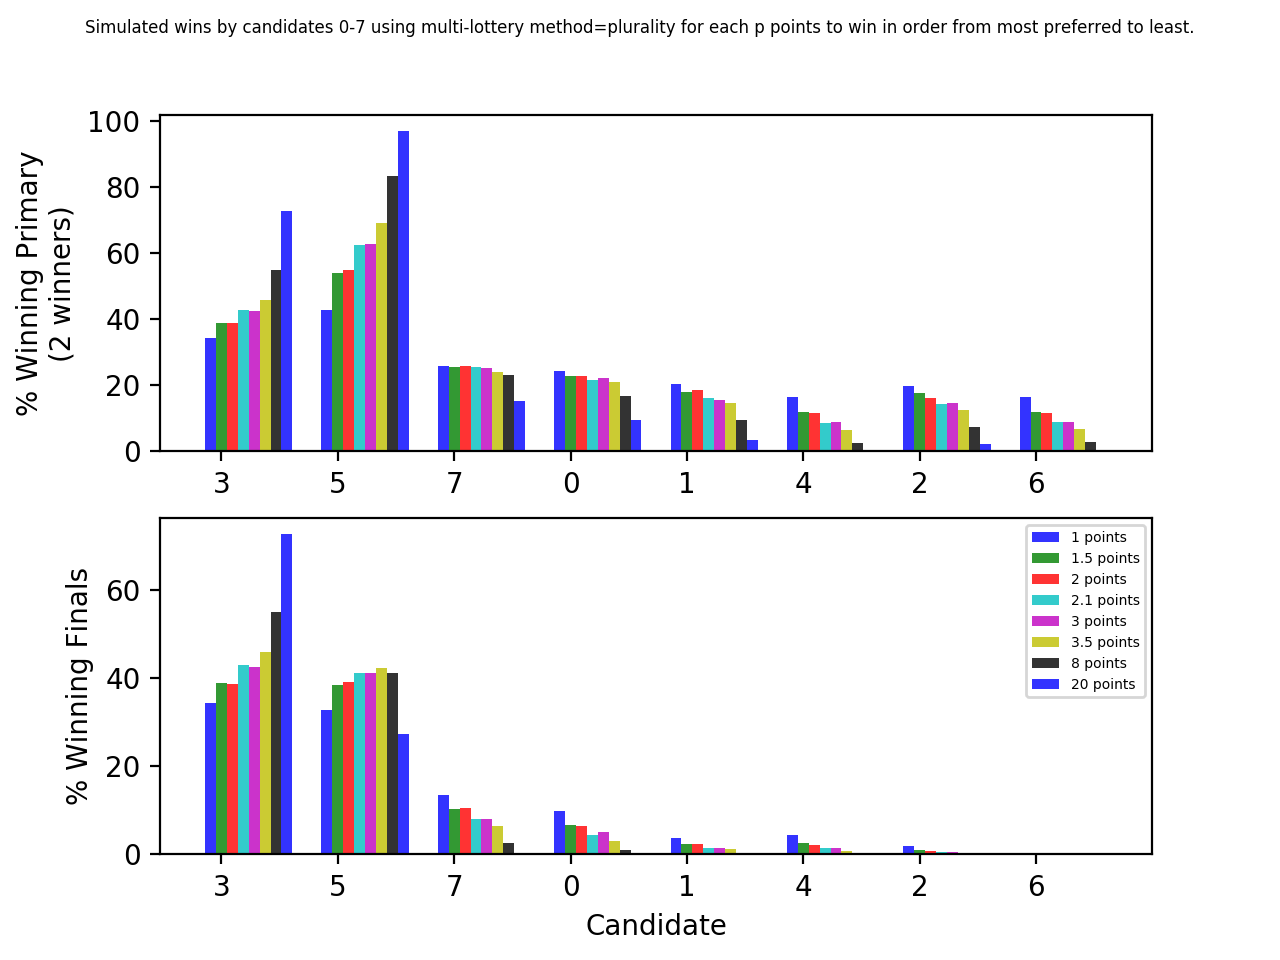 Simulated wins by candidates 0-7 using multi-lottery method=plurality for each p points to win in order from most preferred to least.
% Winning Primary
(2 winners)
100
80
60
40
20
0
3 5 7 0 1 4 2 6
% Winning Finals
60
40
20
0
1 points
1.5 points
2 points
2.1 points
3 points
3.5 points
8 points
20 points
3 5 7 0 1 4 2 6
Candidate